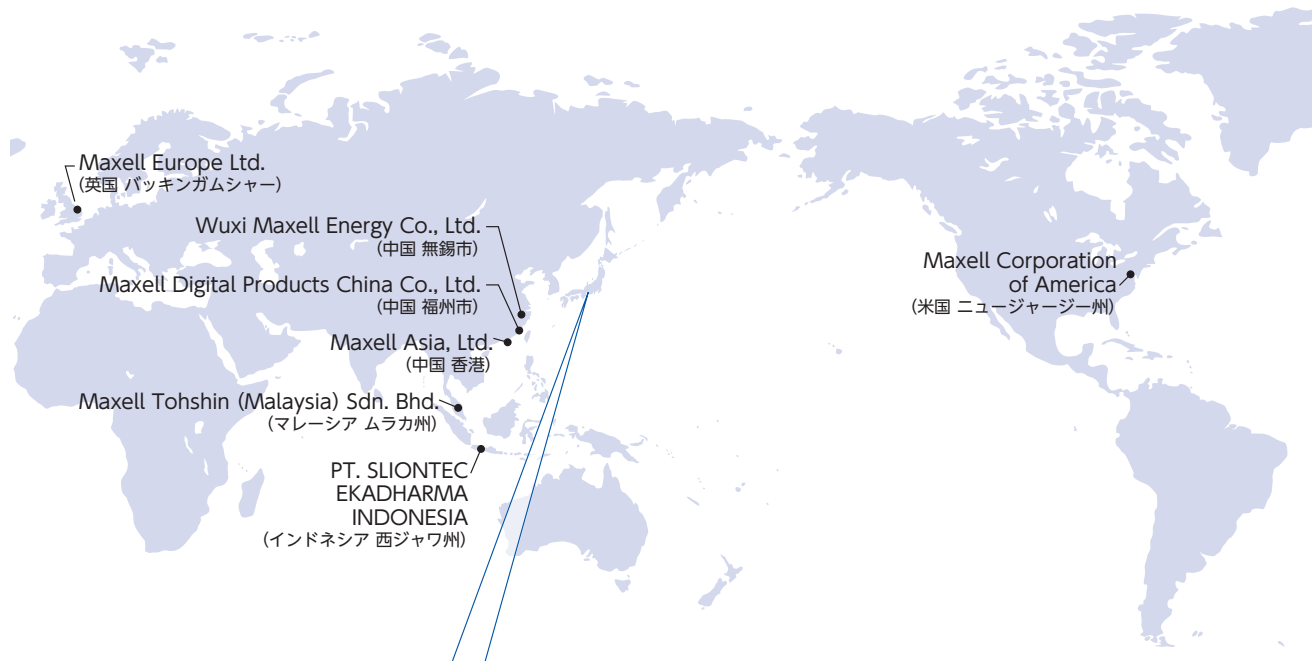 Maxell Europe Ltd.
(英国 バッキンガムシャー)
Wuxi Maxell Energy Co., Ltd.
(中国 無錫市)
Maxell Digital Products China Co., Ltd.
(中国 福州市)
Maxell Asia, Ltd.
(中国 香港)
Maxell Tohshin (Malaysia) Sdn. Bhd.
(マレーシア ムラカ州)
PT. SLIONTEC
EKADHARMA
INDONESIA
(インドネシア 西ジャワ州)
Maxell Corporation
of America
(米国 ニュージャージー州)